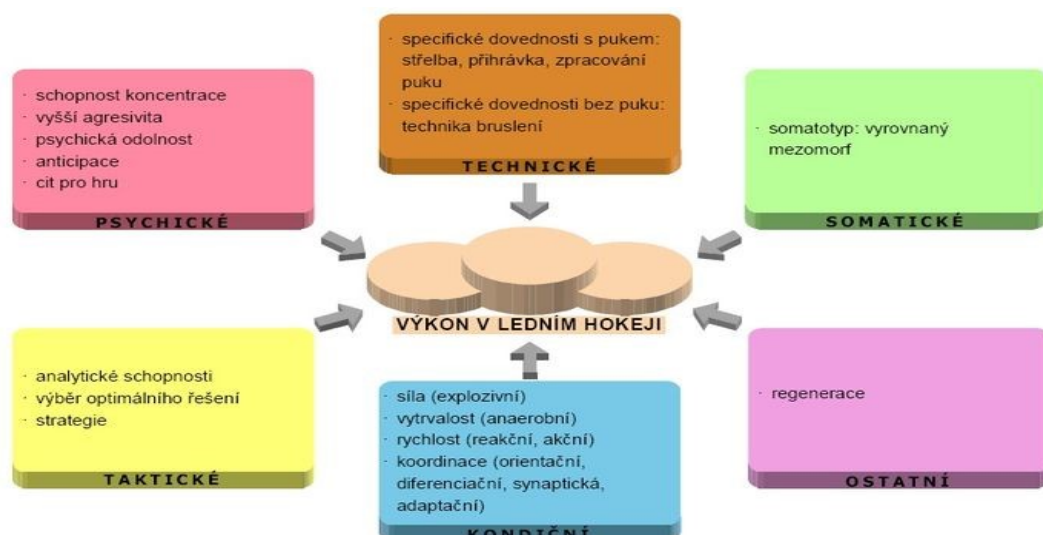 · specifické dovednosti s pukem:
střelba, přihrávka, zpracování
puku
· specifické dovednosti bez puku:
technika bruslení
TECHNICKÉ
· schopnost koncentrace
· vyšší agresivita
· psychická odolnost
· anticipace
· cit pro hru
PSYCHICKÉ
· somatotyp: vyrovnaný
mezomorf
SOMATICKÉ
VÝKON V LEDNÍM HOKEJI
· analytické schopnosti
· výběr optimálního řešení
· strategie
TAKTICKÉ
· síla (explozivní)
· vytrvalost (anaerobní)
· rychlost (reakční, akční)
· koordinace (orientační,
diferenciační, synaptická,
adaptační)
KONDIČNÍ
· regenerace
OSTATNÍ